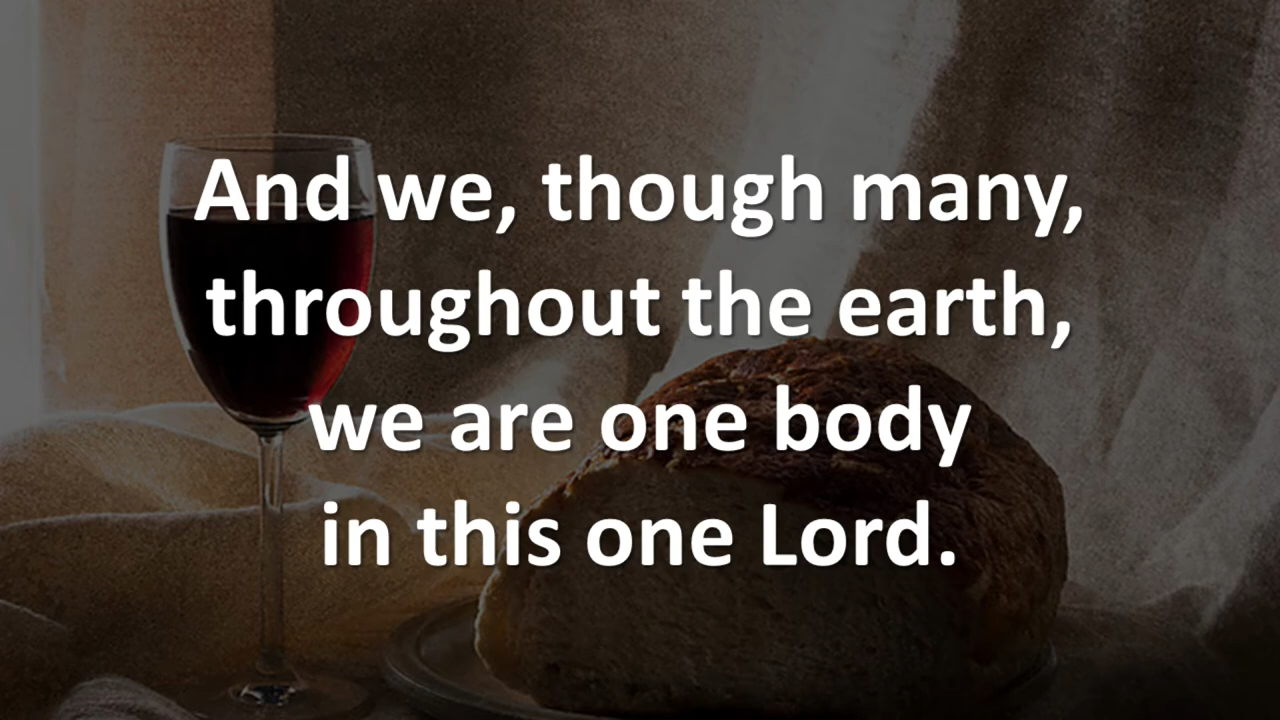 And we, though many,
throughout the earth,
we are one body
in this one Lord.